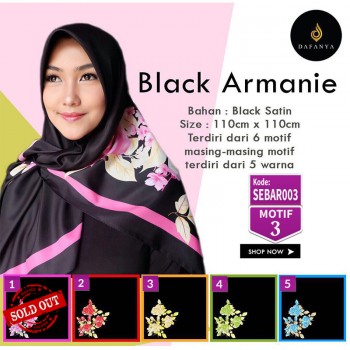 DAFANYA
Black Armanie
Bahan : Black Satin
Size : 110cm x 110cm
Terdiri dari 6 motif
masing-masing motif
terdiri dari 5 warna
Kode:
SEBAR003
MOTIF
3
SHOP NOW
1
2
3
4
5
SOLD OUT